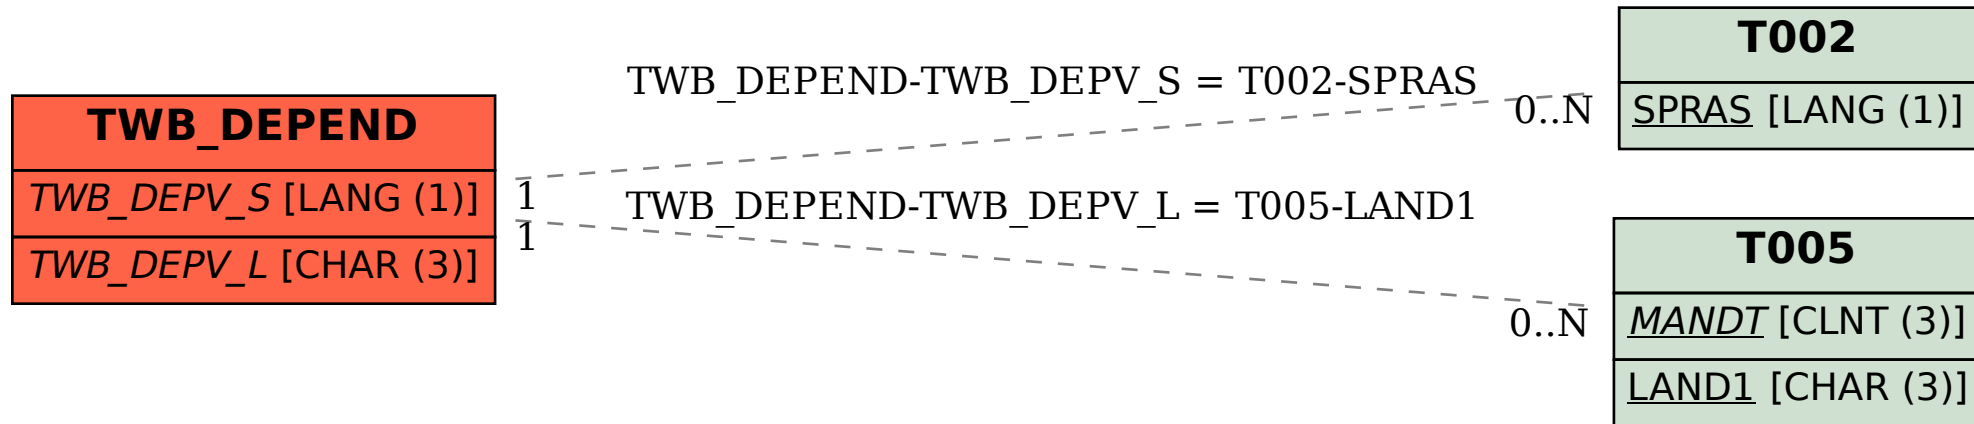 TWB_DEPEND
TWB_DEPV_S [LANG (1)]
TWB_DEPV_L [CHAR (3)]
TWB_DEPEND-TWB_DEPV_S = T002-SPRAS
1
0..N
TWB_DEPEND-TWB_DEPV_L = T005-LAND1
1
0..N
T002
SPRAS [LANG (1)]
T005
MANDT [CLNT (3)]
LAND1 [CHAR (3)]